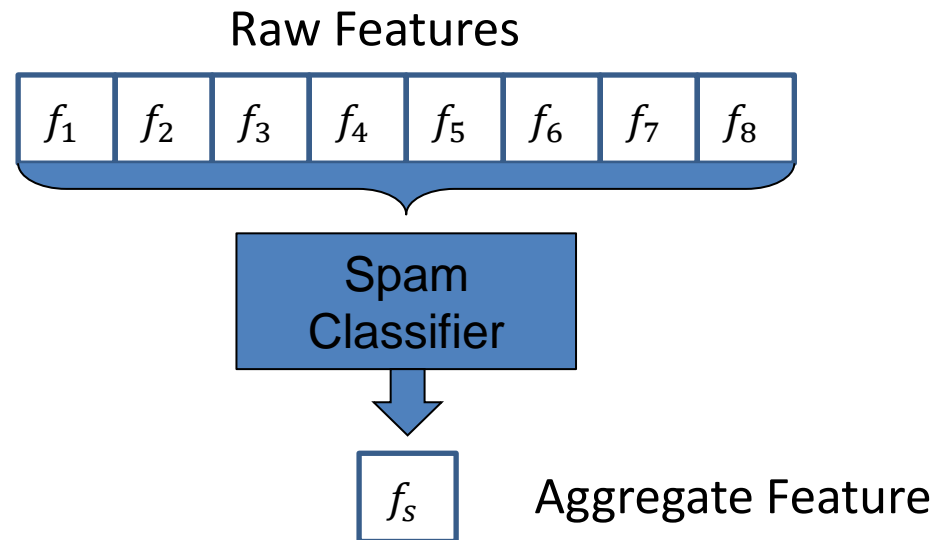 Raw Features
f₁ f₂ f₃ f₄ f₅ f₆ f₇ f₈
Spam
Classifier
fₛ
Aggregate Feature